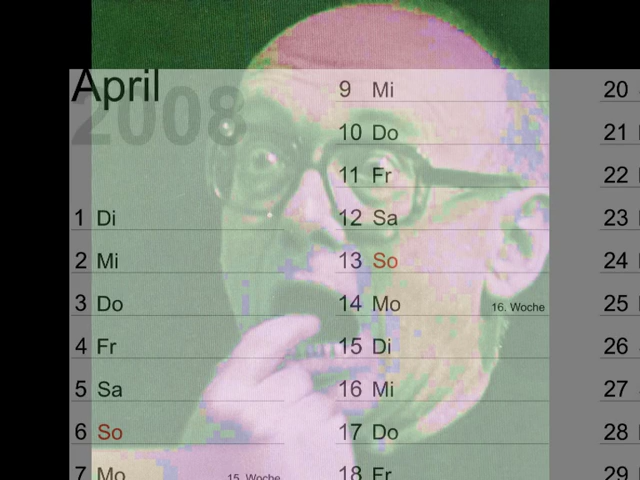 April
2008
1 Di
2 Mi
3 Do
4 Fr
5 Sa
6 So
7 Mo 15. Woche
9 Mi
10 Do
11 Fr
12 Sa
13 So
14 Mo 16. Woche
15 Di
16 Mi
17 Do
18 Fr
20
21
22
23
24
25
26
27
28
29